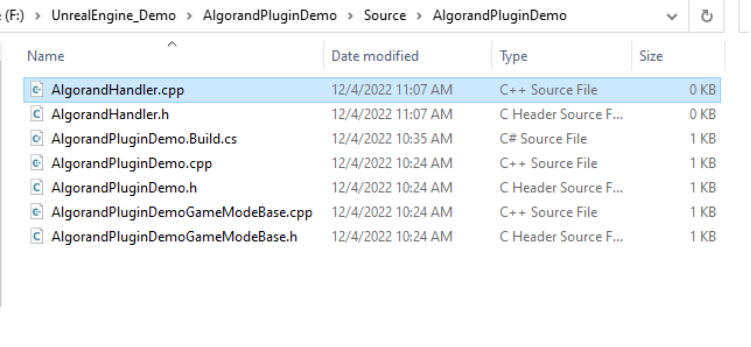 (F:) > UnrealEngine_Demo > AlgorandPluginDemo > Source > AlgorandPluginDemo
Name Date modified Type Size
AlgorandHandler.cpp 12/4/2022 11:07 AM C++ Source File 0 KB
AlgorandHandler.h 12/4/2022 11:07 AM C Header Source F... 0 KB
AlgorandPluginDemo.Build.cs 12/4/2022 10:35 AM C# Source File 1 KB
AlgorandPluginDemo.cpp 12/4/2022 10:24 AM C++ Source File 1 KB
AlgorandPluginDemo.h 12/4/2022 10:24 AM C Header Source F... 1 KB
AlgorandPluginDemoGameModeBase.cpp 12/4/2022 10:24 AM C++ Source File 1 KB
AlgorandPluginDemoGameModeBase.h 12/4/2022 10:24 AM C Header Source F... 1 KB